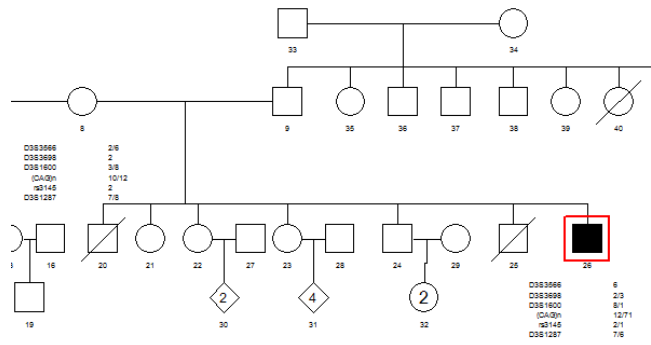 33
34
8
9
35
36
37
38
39
40
D3S3566 2/6
D3S3698 2
D3S1600 3/8
(CAG)n 10/12
rs3145 2
D3S1287 7/8
16
20
21
22
27
23
28
24
29
25
26
2
4
2
19
30
31
32
D3S3566 6
D3S3698 2/3
D3S1600 8/1
(CAG)n 12/71
rs3145 2/1
D3S1287 7/6